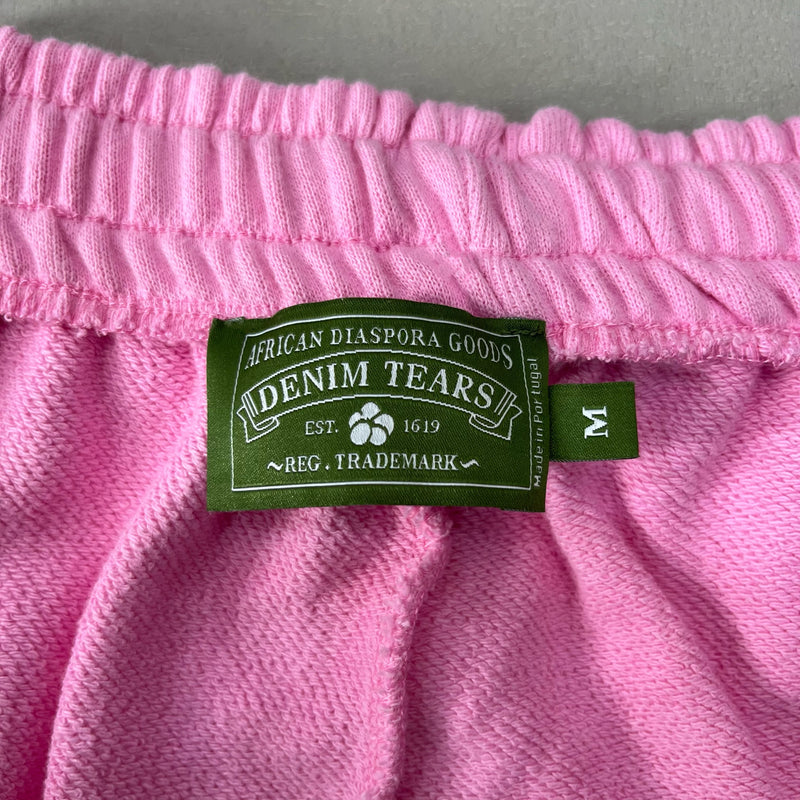 AFRICAN DIASPORA GOODS
DENIM TEARS
EST. 1619
~REG. TRADEMARK~
Made in Portugal
M